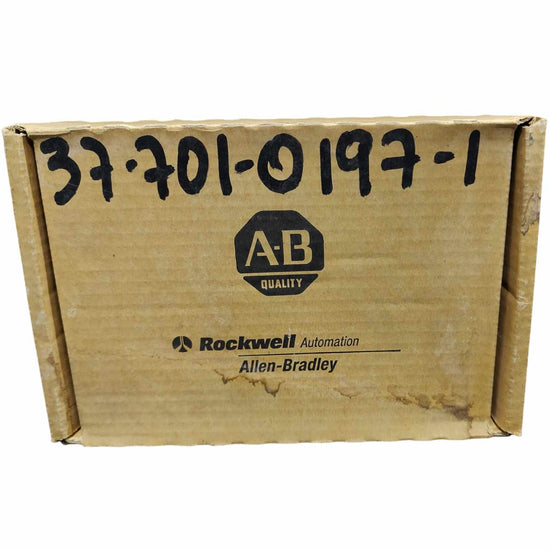 37-701-0197-1
A-B
QUALITY
Rockwell Automation
Allen-Bradley